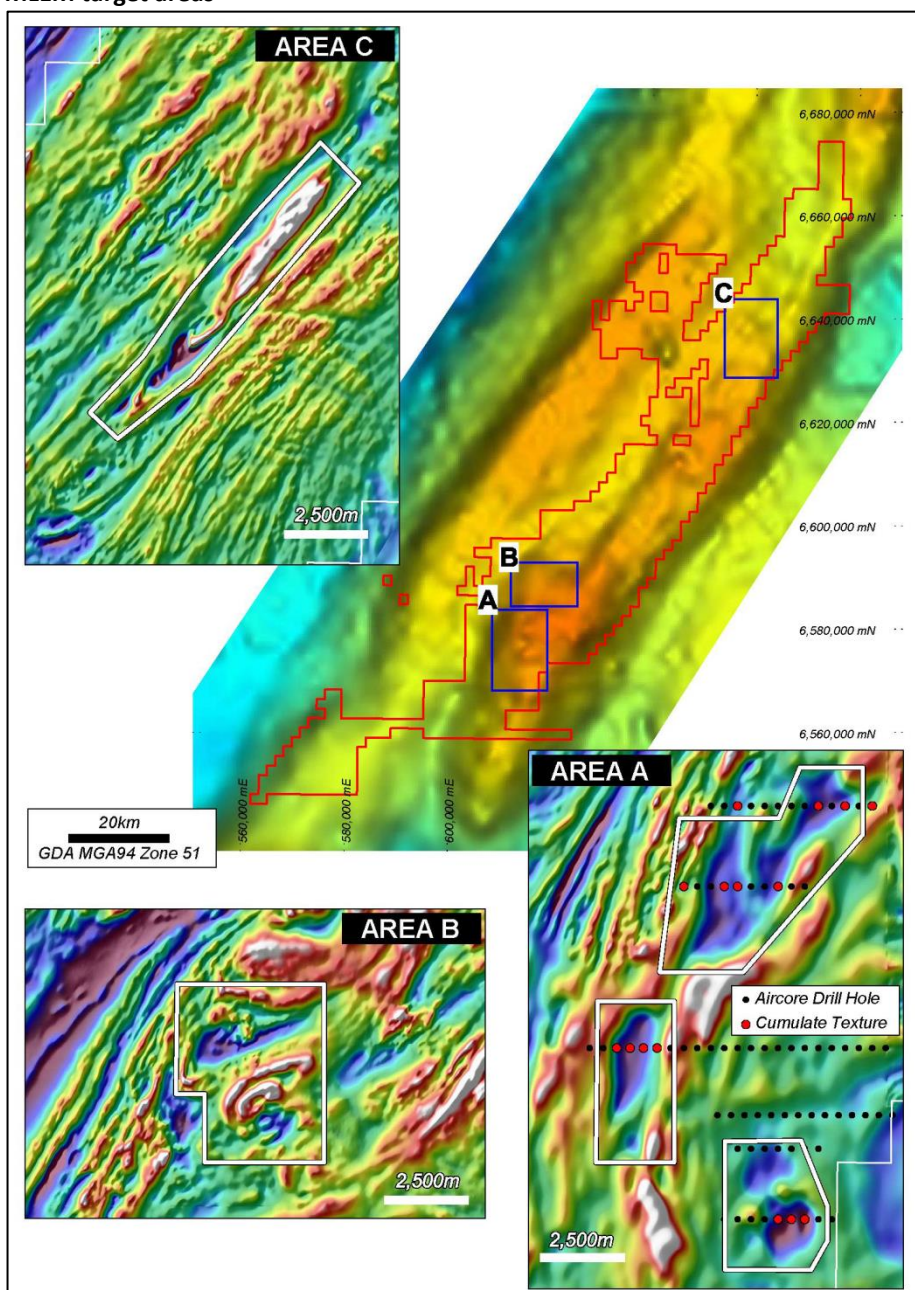 target areas
AREA C
2,500m
6,680,000 mN
6,660,000 mN
C
6,640,000 mN
6,620,000 mN
6,600,000 mN
B
A
6,580,000 mN
6,560,000 mN
560,000 mE
580,000 mE
600,000 mE
20km
GDA MGA94 Zone 51
AREA A
Aircore Drill Hole
Cumulate Texture
2,500m
AREA B
2,500m